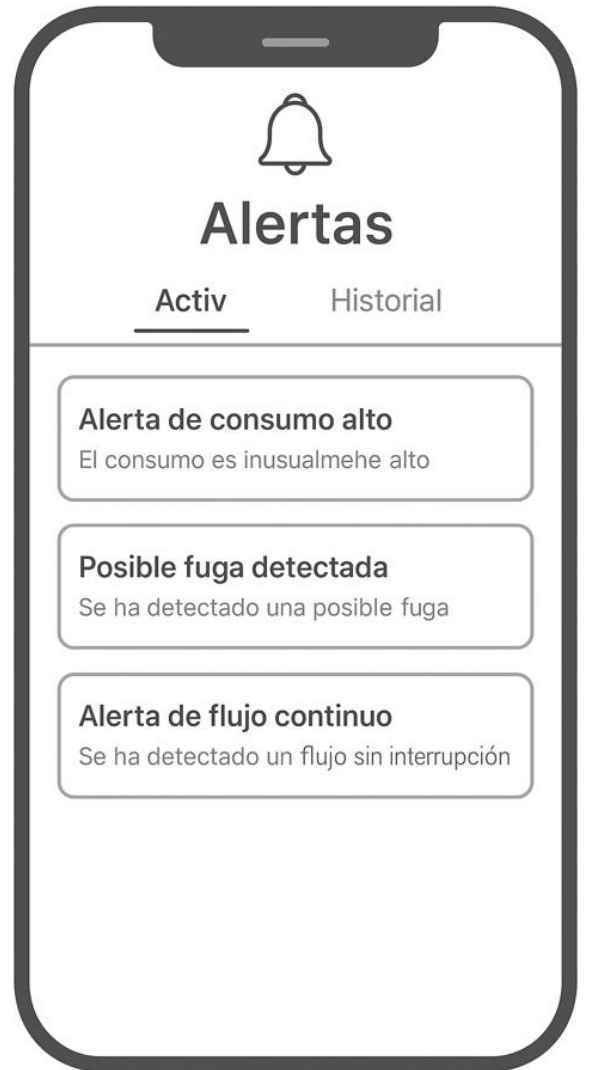 Alertas
Activ Historial
Alerta de consumo alto
El consumo es inusualmehe alto
Posible fuga detectada
Se ha detectado una posible fuga
Alerta de flujo continuo
Se ha detectado un flujo sin interrupción